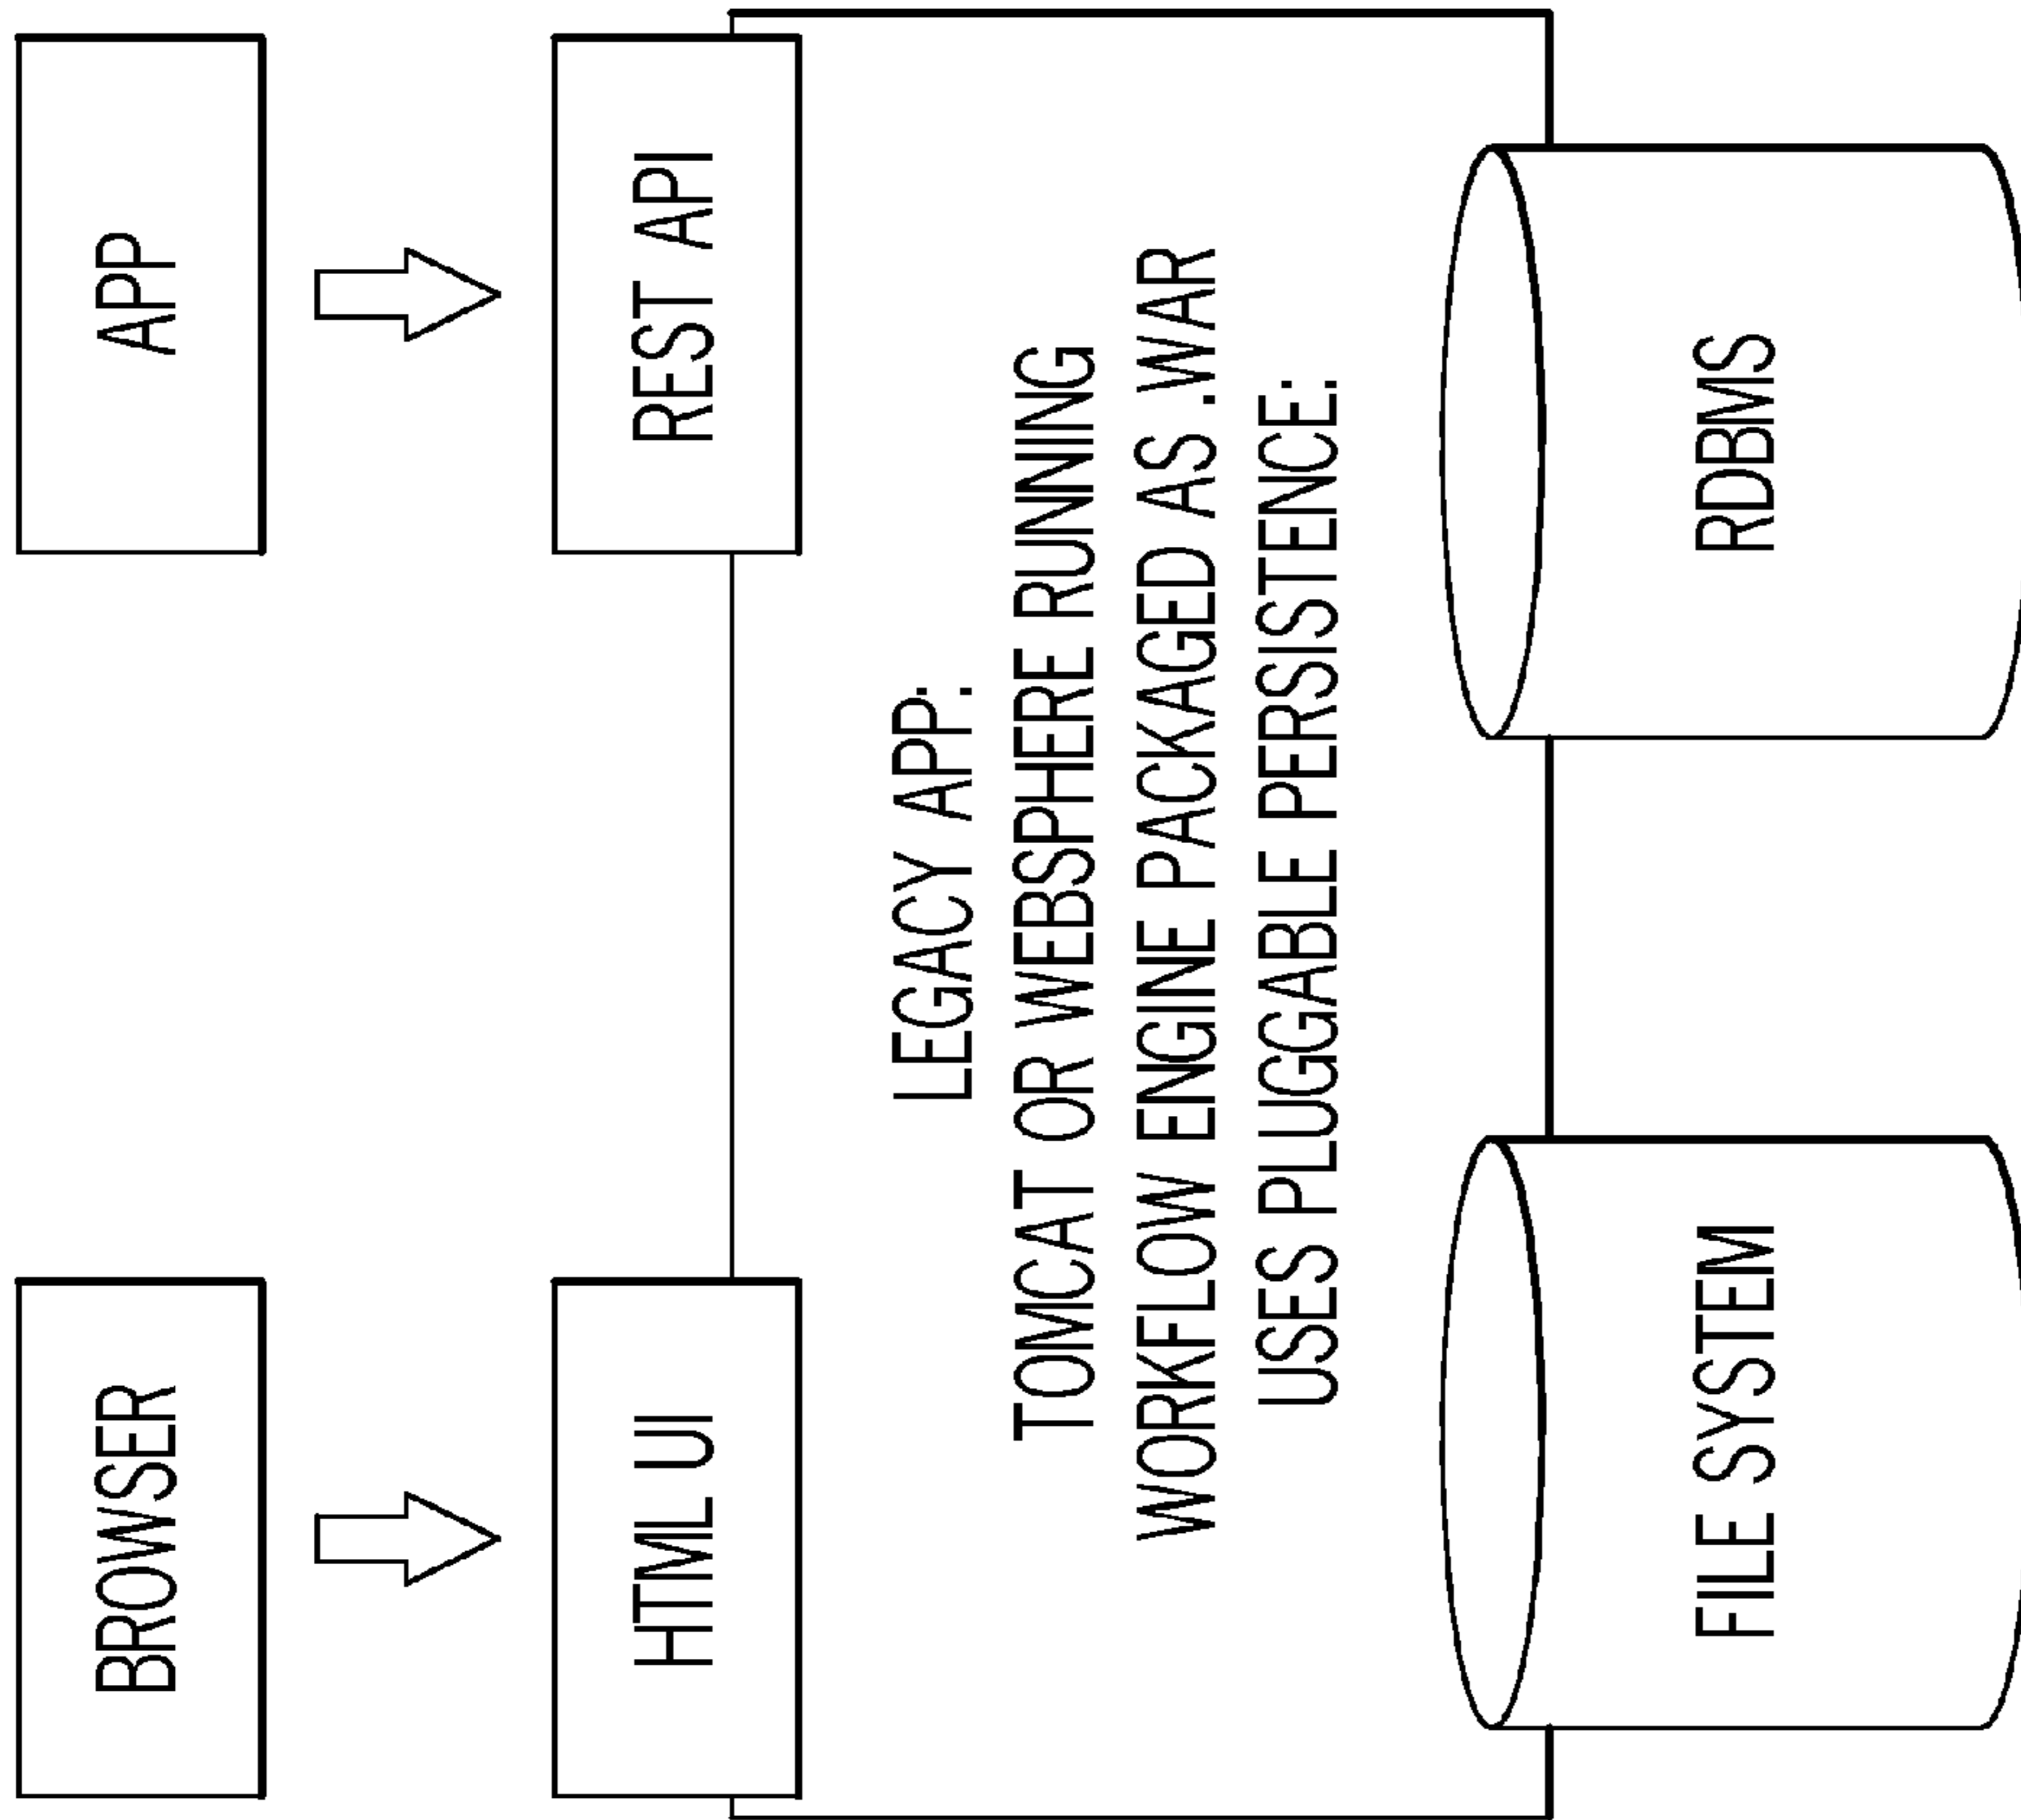 BROWSER
APP
HTML UI
REST API
LEGACY APP:
TOMCAT OR WEBSPHERE RUNNING
WORKFLOW ENGINE PACKAGED AS .WAR
USES PLUGGABLE PERSISTENCE:
FILE SYSTEM
RDBMS